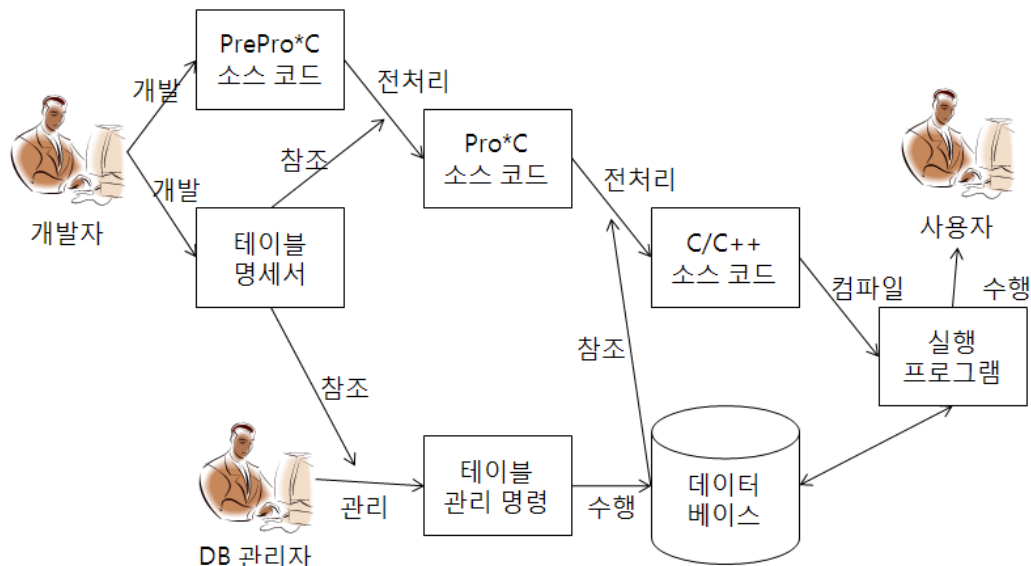 PrePro*C
소스 코드
개발
전처리
참조
Pro*C
소스 코드
개발
전처리
개발자
테이블
명세서
C/C++
소스 코드
사용자
컴파일
수행
실행
프로그램
참조
참조
테이블
관리 명령
데이터
베이스
관리
수행
DB 관리자